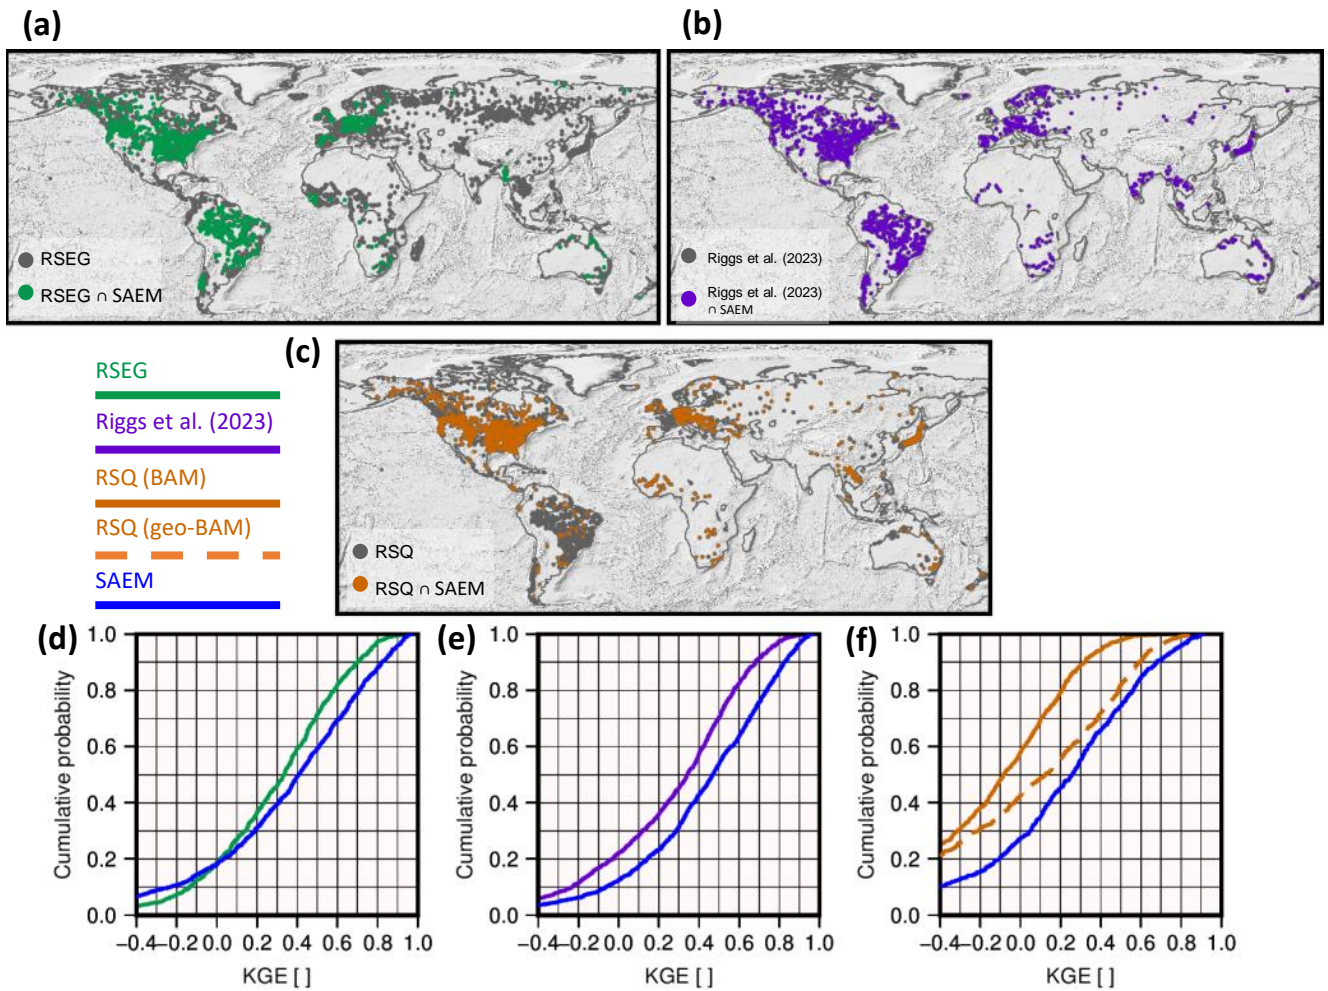 (a)
(b)
RSEG
RSEG ∩ SAEM
Riggs et al. (2023)
Riggs et al. (2023)
∩ SAEM
(c)
RSEG
Riggs et al. (2023)
RSQ (BAM)
RSQ (geo-BAM)
SAEM
RSQ
RSQ ∩ SAEM
(d)
(e)
(f)
1.0
0.8
0.6
0.4
0.2
0.0
Cumulative probability
−0.4 −0.2 0.0 0.2 0.4 0.6 0.8 1.0
KGE [ ]
1.0
0.8
0.6
0.4
0.2
0.0
Cumulative probability
−0.4 −0.2 0.0 0.2 0.4 0.6 0.8 1.0
KGE [ ]
1.0
0.8
0.6
0.4
0.2
0.0
Cumulative probability
−0.4 −0.2 0.0 0.2 0.4 0.6 0.8 1.0
KGE [ ]